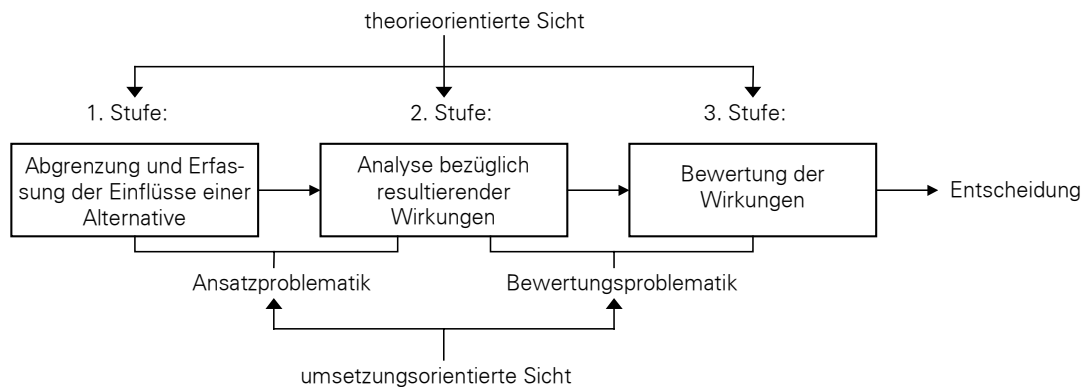 theorieorientierte Sicht
1. Stufe:
2. Stufe:
3. Stufe:
Abgrenzung und Erfas-
sung der Einflüsse einer
Alternative
Analyse bezüglich
resultierender
Wirkungen
Bewertung der
Wirkungen
Entscheidung
Ansatzproblematik
Bewertungsproblematik
umsetzungsorientierte Sicht